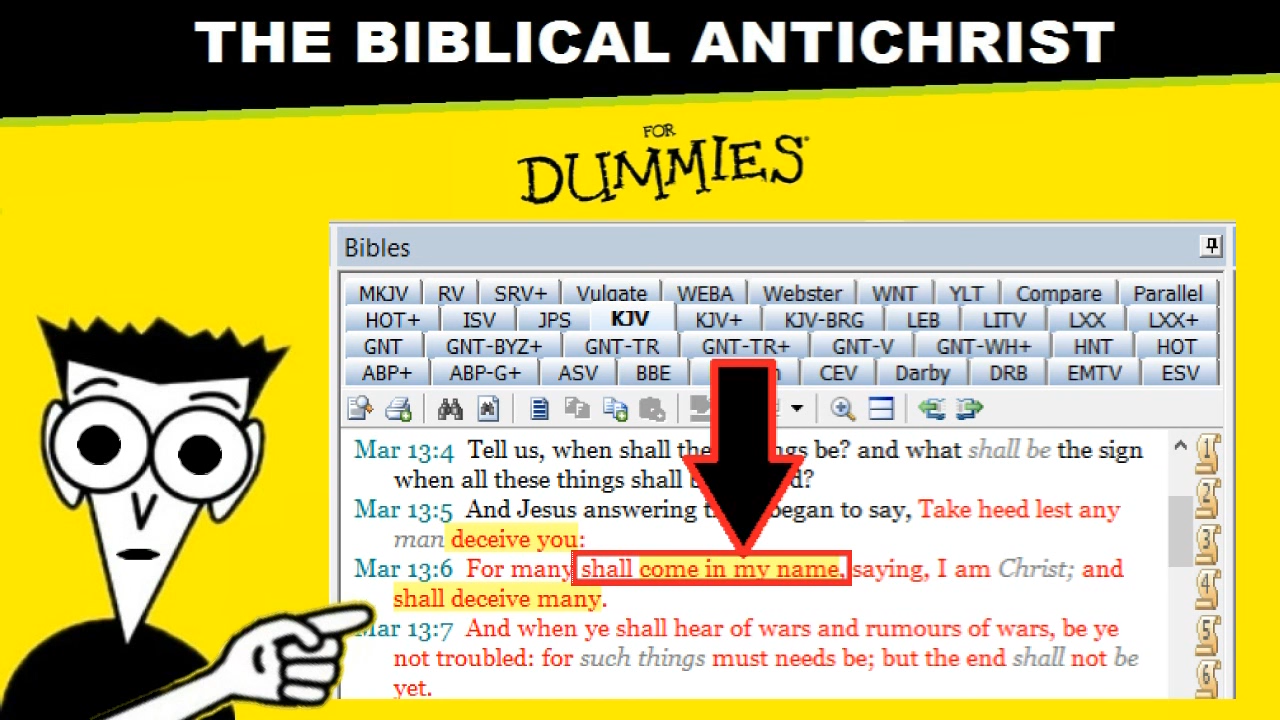 THE BIBLICAL ANTICHRIST
FOR
DUMMIES®
Bibles
MKJV RV SRV+ Vulgate WEBA Webster WNT YLT Compare Parallel
HOT+ ISV JPS KJV KJV+ KJV-BRG LEB LITV LXX LXX+
GNT GNT-BYZ+ GNT-TR GNT-TR+ GNT-V GNT-WH+ HNT HOT
ABP+ ABP-G+ ASV BBE CEV Darby DRB EMTV ESV
Mar 13:4 Tell us, when shall be? and what shall be the sign
when all these things shall
Mar 13:5 And Jesus answering began to say, Take heed lest any
man deceive you:
Mar 13:6 For many shall come in my name, saying, I am Christ; and
shall deceive many.
Mar 13:7 And when ye shall hear of wars and rumours of wars, be ye
not troubled: for such things must needs be; but the end shall not be
yet.
1
2
3
4
5
6